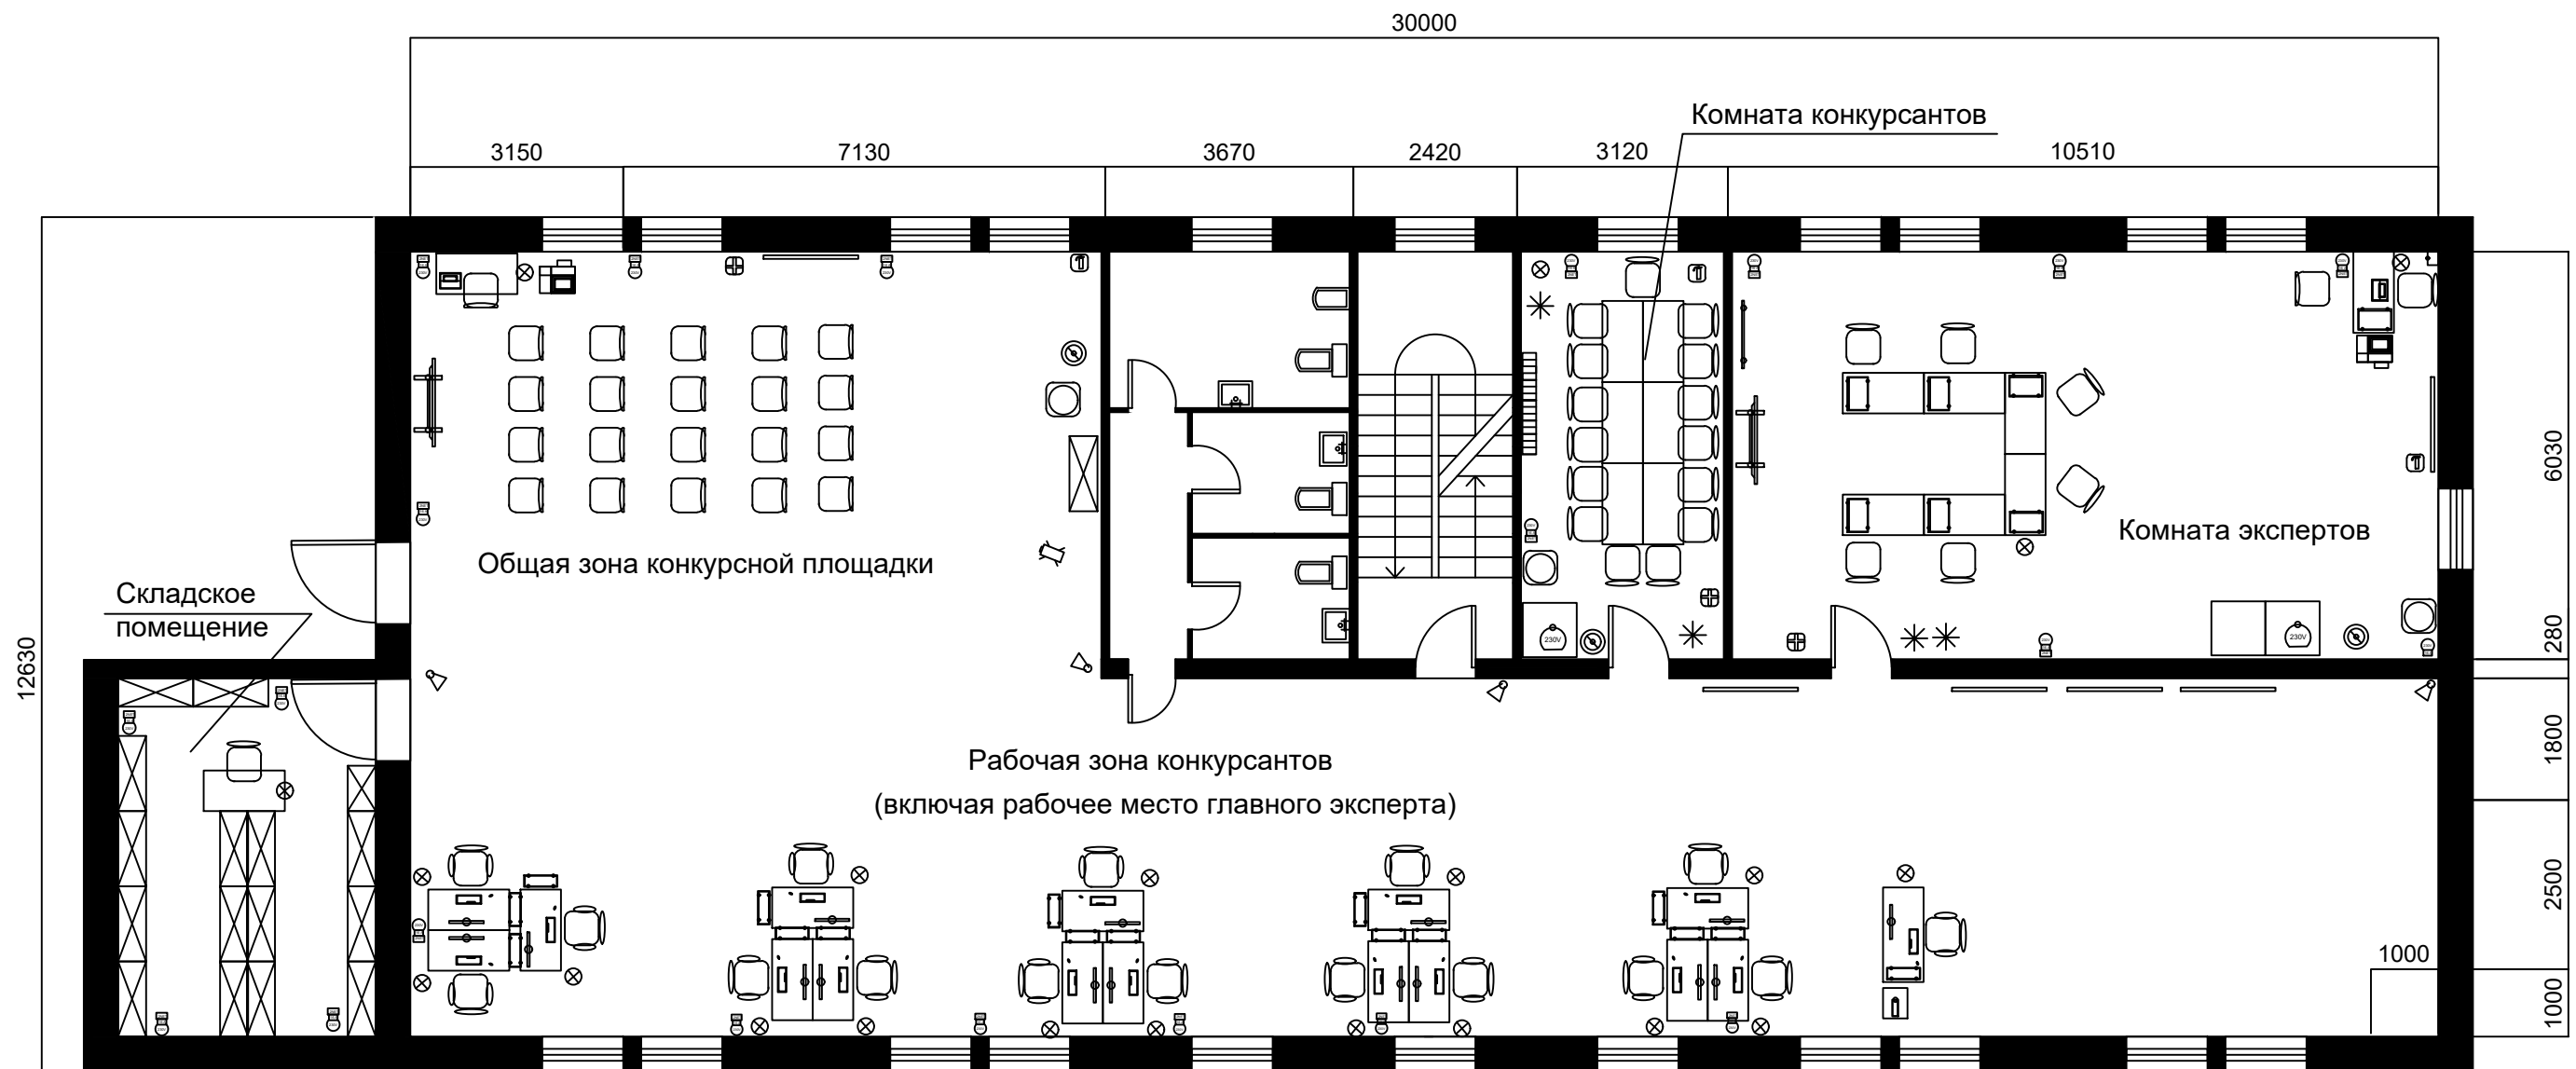 30000
Комната конкурсантов
3150
7130
3670
2420
3120
10510
6030
Комната экспертов
Общая зона конкурсной площадки
Складское
помещение
12630
280
230V
230V
1800
Рабочая зона конкурсантов
(включая рабочее место главного эксперта)
2500
1000
1000